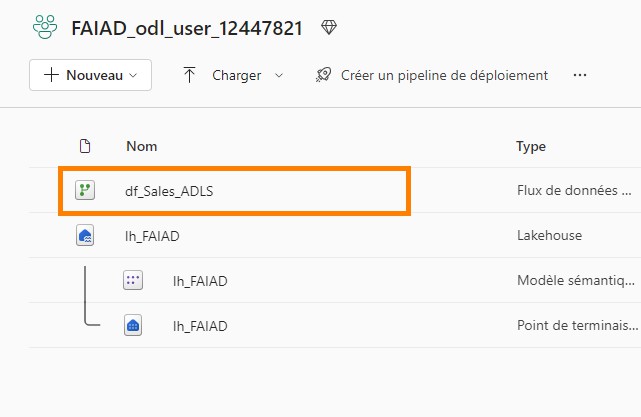 FAIAD_odl_user_12447821
Nouveau Charger Créer un pipeline de déploiement ...
Nom Type
df_Sales_ADLS Flux de données ...
lh_FAIAD Lakehouse
lh_FAIAD Modèle sémantiq...
lh_FAIAD Point de terminais...